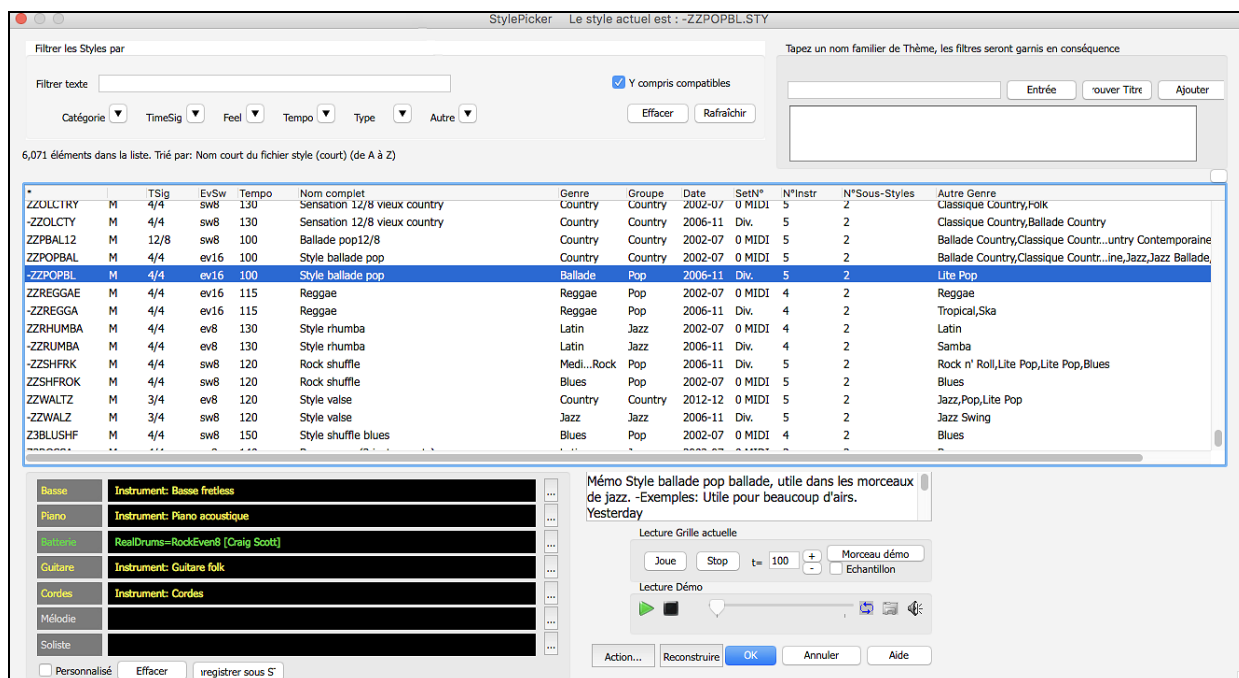 StylePicker Le style actuel est : -ZZPOPBL.STY
Filtrer les Styles par
Tapez un nom familier de Thème, les filtres seront garnis en conséquence
Filtrer texte
Y compris compatibles
Entrée
rouver Titre
Ajouter
Catégorie ▼ TimeSig ▼ Feel ▼ Tempo ▼ Type ▼ Autre ▼
Effacer
Rafraîchir
6,071 éléments dans la liste. Trié par: Nom court du fichier style (court) (de A à Z)
* TSig EvSw Tempo Nom complet Genre Groupe Date SetN° N°Instr N°Sous-Styles Autre Genre
ZZOLCTRY M 4/4 sw8 130 Sensation 12/8 vieux country Country Country 2002-07 0 MIDI 5 2 Classique Country,Folk
-ZZOLCTY M 4/4 sw8 130 Sensation 12/8 vieux country Country Country 2006-11 Div. 5 2 Classique Country,Ballade Country
ZZPBAL12 M 12/8 sw8 100 Ballade pop12/8 Country Country 2002-07 0 MIDI 5 2 Ballade Country,Classique Countr...untry Contemporaine
ZZPOPBAL M 4/4 ev16 100 Style ballade pop Country Country 2002-07 0 MIDI 5 2 Ballade Country,Classique Countr...ine,Jazz,Jazz Ballade,
-ZZPOPBL M 4/4 ev16 100 Style ballade pop Ballade Pop 2006-11 Div. 5 2 Lite Pop
ZZREGGAE M 4/4 ev16 115 Reggae Reggae Pop 2002-07 0 MIDI 4 2 Reggae
-ZZREGGA M 4/4 ev16 115 Reggae Reggae Pop 2006-11 Div. 4 2 Tropical,Ska
ZZRHUMBA M 4/4 ev8 130 Style rhumba Latin Jazz 2002-07 0 MIDI 4 2 Latin
-ZZRUMBA M 4/4 ev8 130 Style rhumba Latin Jazz 2006-11 Div. 4 2 Samba
-ZZSHFRK M 4/4 sw8 120 Rock shuffle Medi...Rock Pop 2006-11 Div. 5 2 Rock n' Roll,Lite Pop,Lite Pop,Blues
ZZSHFROK M 4/4 sw8 120 Rock shuffle Blues Pop 2002-07 0 MIDI 5 2 Blues
ZZWALTZ M 3/4 ev8 120 Style valse Country Country 2012-12 0 MIDI 5 2 Jazz,Pop,Lite Pop
-ZZWALZ M 3/4 sw8 120 Style valse Jazz Jazz 2006-11 Div. 5 2 Jazz Swing
Z3BLUSHF M 4/4 sw8 150 Style shuffle blues Blues Pop 2002-07 0 MIDI 4 2 Blues
Basse Instrument: Basse fretless ...
Piano Instrument: Piano acoustique ...
Batterie RealDrums=RockEven8 [Craig Scott] ...
Guitare Instrument: Guitare folk ...
Cordes Instrument: Cordes ...
Mélodie ...
Soliste ...
Personnalisé Effacer nregistrer sous S
Mémo Style ballade pop ballade, utile dans les morceaux
de jazz. -Exemples: Utile pour beaucoup d'airs.
Yesterday
Lecture Grille actuelle
Joue Stop t= 100 + - Morceau démo
Echantillon
Lecture Démo
Action... Reconstruire OK Annuler Aide